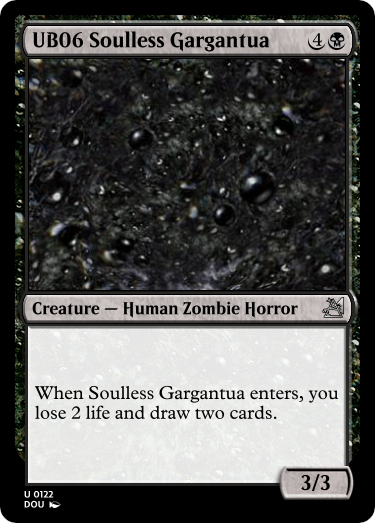 UB06 Soulless Gargantua 4
Creature — Human Zombie Horror
When Soulless Gargantua enters, you
lose 2 life and draw two cards.
3/3
U 0122
DOU